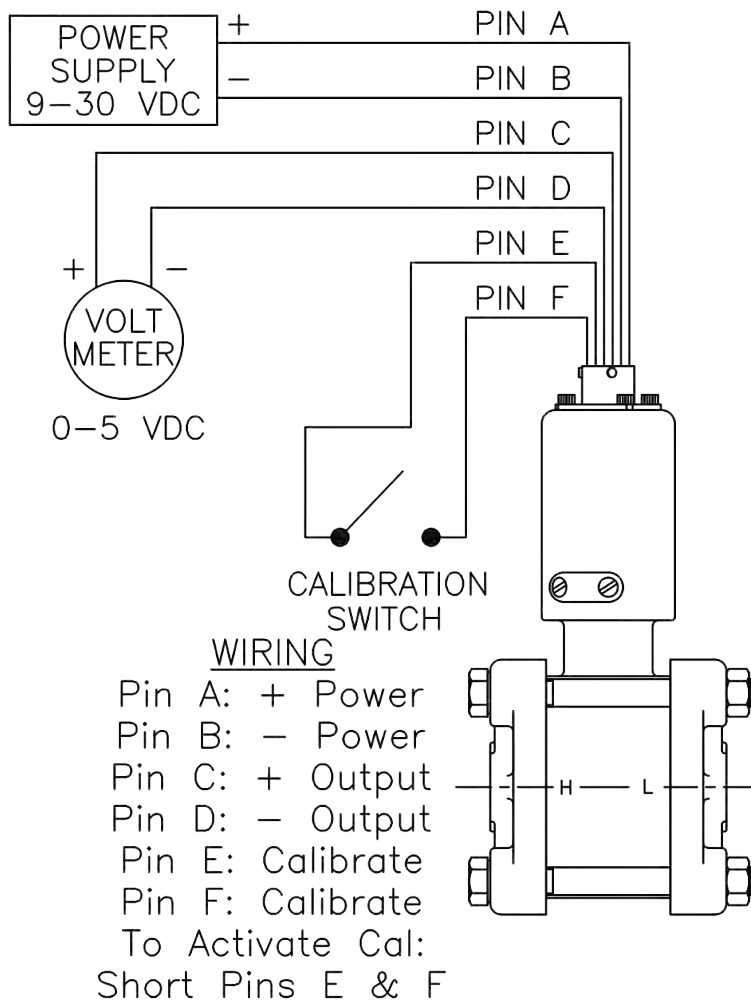 POWER
SUPPLY
9-30 VDC
+
-
PIN A
PIN B
PIN C
PIN D
PIN E
PIN F
+
-
VOLT
METER
0-5 VDC
CALIBRATION
SWITCH
WIRING
Pin A: + Power
Pin B: - Power
Pin C: + Output
Pin D: - Output
Pin E: Calibrate
Pin F: Calibrate
To Activate Cal:
Short Pins E & F
H
L